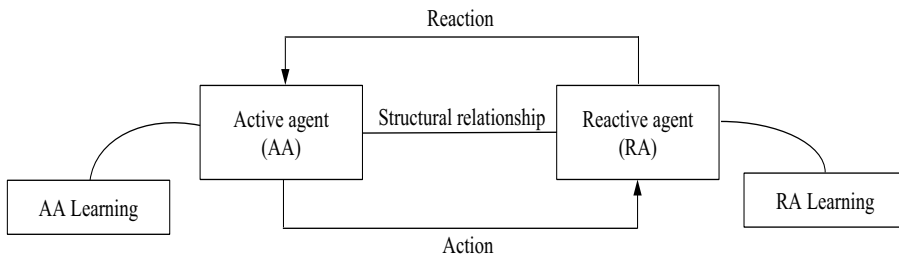 Reaction
Active agent
(AA)
Structural relationship
Reactive agent
(RA)
AA Learning
RA Learning
Action